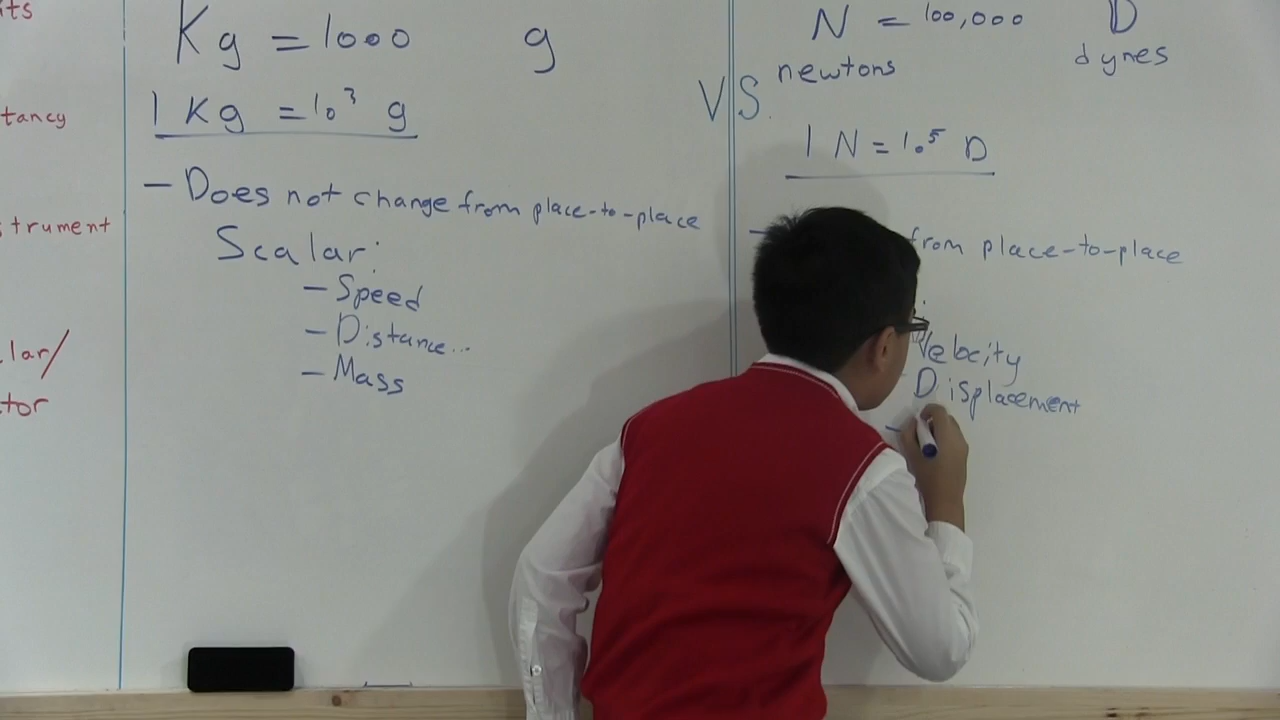 its
tancy
strument
lar/
tor
Kg = 1000 g
1 Kg = 10³ g
- Does not change from place-to-place
Scalar:
- Speed
- Distance...
- Mass
VS.
N = 100,000 D
newtons dynes
1 N = 10⁵ D
- from place-to-place
:
Velocity
- Displacement
-